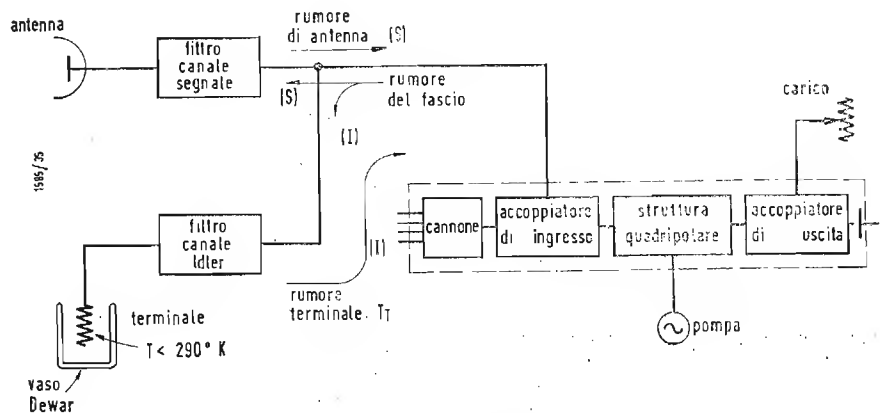 antenna
filtro
canale
segnale
rumore
di antenna (S)
(S)
rumore
del fascio
(I)
carico
1585/35
filtro
canale
Idler
cannone
accoppiatore
di ingresso
struttura
quadripolare
accoppiatore
di uscita
(I)
rumore
terminale TT
pompa
terminale
T < 290° K
vaso
Dewar